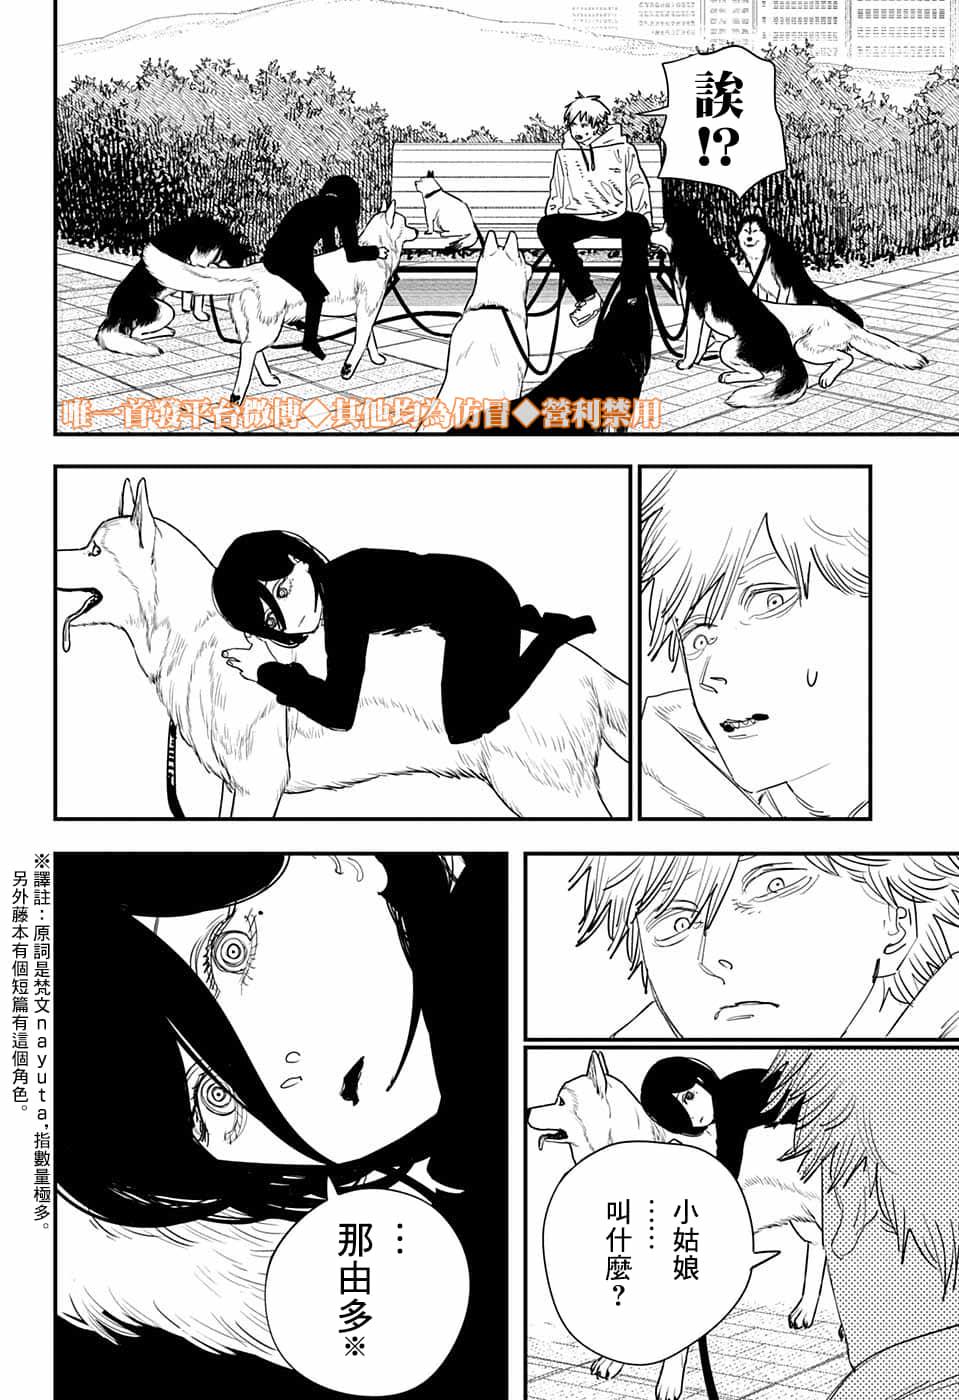 誒
!?
唯一首發平台微博◆其他均為仿冒◆營利禁用
小姑娘
……
叫什麼?
…
那由多※
※譯註:原詞是梵文nayuta,指數量極多。
另外藤本有個短篇有這個角色。